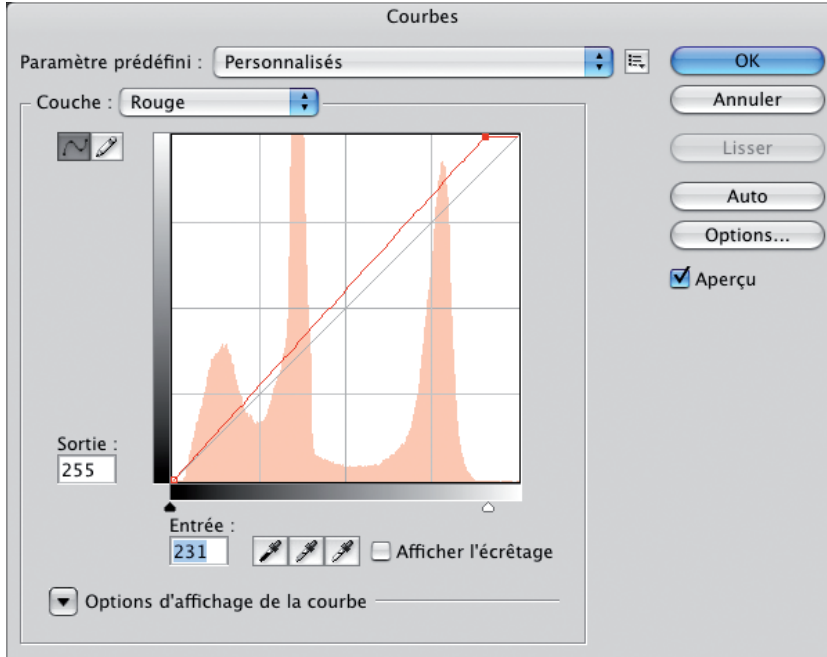 Courbes
Paramètre prédéfini : Personnalisés
OK
Couche : Rouge
Annuler
Lisser
Auto
Options...
Aperçu
Sortie :
255
Entrée :
231
Afficher l'écrêtage
Options d'affichage de la courbe